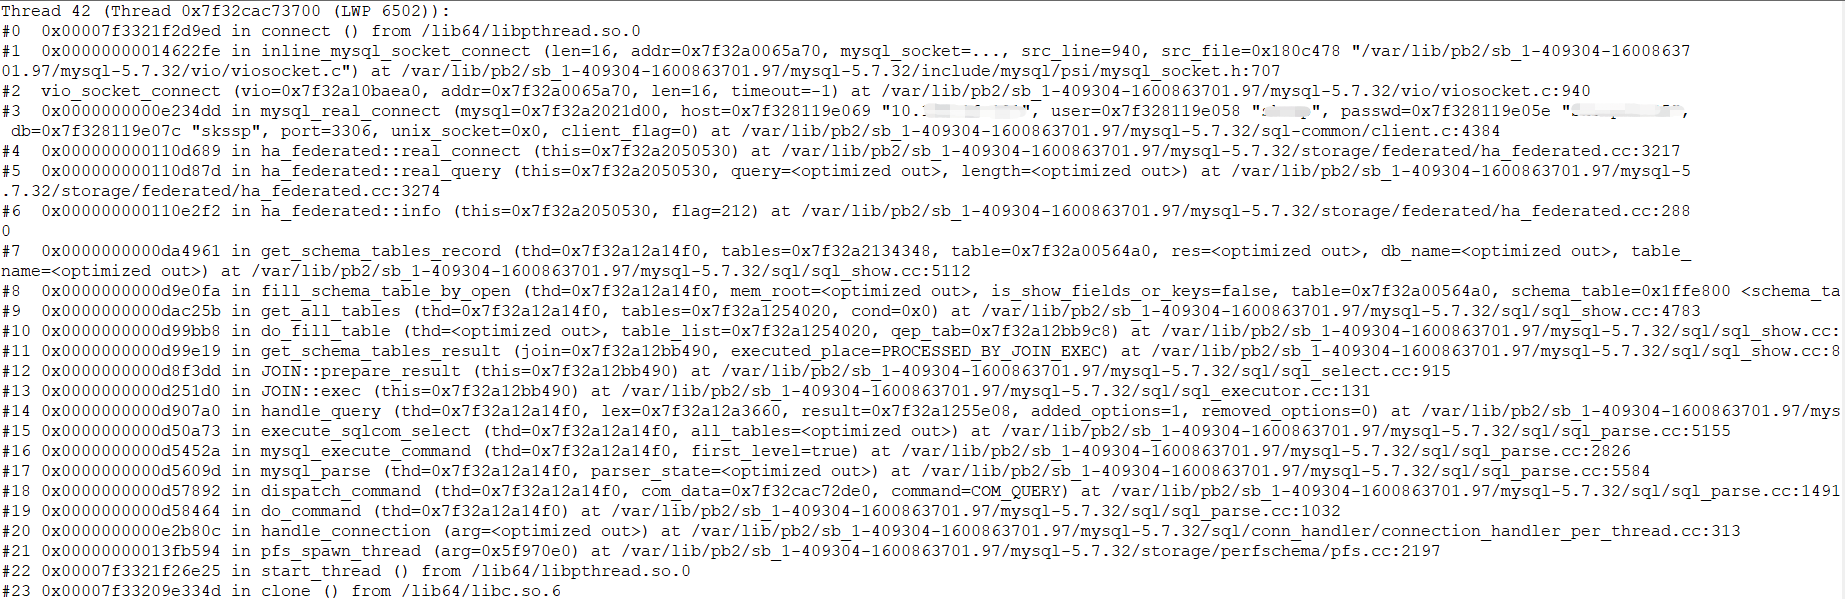 Thread 42 (Thread 0x7f32cac73700 (LWP 6502)):
#0  0x00007f3321f2d9ed in connect () from /lib64/libpthread.so.0
#1  0x00000000014622fe in inline_mysql_socket_connect (len=16, addr=0x7f32a0065a70, mysql_socket=..., src_line=940, src_file=0x180c478 "/var/lib/pb2/sb_1-409304-16008637
01.97/mysql-5.7.32/vio/viosocket.c") at /var/lib/pb2/sb_1-409304-1600863701.97/mysql-5.7.32/include/mysql/psi/mysql_socket.h:707
#2  vio_socket_connect (vio=0x7f32a10baea0, addr=0x7f32a0065a70, len=16, timeout=-1) at /var/lib/pb2/sb_1-409304-1600863701.97/mysql-5.7.32/vio/viosocket.c:940
#3  0x0000000000e234dd in mysql_real_connect (mysql=0x7f32a2021d00, host=0x7f328119e069 "10. ", user=0x7f328119e058 " ", passwd=0x7f328119e05e " ",
 db=0x7f328119e07c "skssp", port=3306, unix_socket=0x0, client_flag=0) at /var/lib/pb2/sb_1-409304-1600863701.97/mysql-5.7.32/sql-common/client.c:4384
#4  0x000000000110d689 in ha_federated::real_connect (this=0x7f32a2050530) at /var/lib/pb2/sb_1-409304-1600863701.97/mysql-5.7.32/storage/federated/ha_federated.cc:3217
#5  0x000000000110d87d in ha_federated::real_query (this=0x7f32a2050530, query=<optimized out>, length=<optimized out>) at /var/lib/pb2/sb_1-409304-1600863701.97/mysql-5
.7.32/storage/federated/ha_federated.cc:3274
#6  0x000000000110e2f2 in ha_federated::info (this=0x7f32a2050530, flag=212) at /var/lib/pb2/sb_1-409304-1600863701.97/mysql-5.7.32/storage/federated/ha_federated.cc:288
0
#7  0x0000000000da4961 in get_schema_tables_record (thd=0x7f32a12a14f0, tables=0x7f32a2134348, table=0x7f32a00564a0, res=<optimized out>, db_name=<optimized out>, table_
name=<optimized out>) at /var/lib/pb2/sb_1-409304-1600863701.97/mysql-5.7.32/sql/sql_show.cc:5112
#8  0x0000000000d9e0fa in fill_schema_table_by_open (thd=0x7f32a12a14f0, mem_root=<optimized out>, is_show_fields_or_keys=false, table=0x7f32a00564a0, schema_table=0x1ffe800 <schema_ta
#9  0x0000000000dac25b in get_all_tables (thd=0x7f32a12a14f0, tables=0x7f32a1254020, cond=0x0) at /var/lib/pb2/sb_1-409304-1600863701.97/mysql-5.7.32/sql/sql_show.cc:4783
#10 0x0000000000d99bb8 in do_fill_table (thd=<optimized out>, table_list=0x7f32a1254020, qep_tab=0x7f32a12bb9c8) at /var/lib/pb2/sb_1-409304-1600863701.97/mysql-5.7.32/sql/sql_show.cc:
#11 0x0000000000d99e19 in get_schema_tables_result (join=0x7f32a12bb490, executed_place=PROCESSED_BY_JOIN_EXEC) at /var/lib/pb2/sb_1-409304-1600863701.97/mysql-5.7.32/sql/sql_show.cc:8
#12 0x0000000000d8f3dd in JOIN::prepare_result (this=0x7f32a12bb490) at /var/lib/pb2/sb_1-409304-1600863701.97/mysql-5.7.32/sql/sql_select.cc:915
#13 0x0000000000d251d0 in JOIN::exec (this=0x7f32a12bb490) at /var/lib/pb2/sb_1-409304-1600863701.97/mysql-5.7.32/sql/sql_executor.cc:131
#14 0x0000000000d907a0 in handle_query (thd=0x7f32a12a14f0, lex=0x7f32a12a3660, result=0x7f32a1255e08, added_options=1, removed_options=0) at /var/lib/pb2/sb_1-409304-1600863701.97/mys
#15 0x0000000000d50a73 in execute_sqlcom_select (thd=0x7f32a12a14f0, all_tables=<optimized out>) at /var/lib/pb2/sb_1-409304-1600863701.97/mysql-5.7.32/sql/sql_parse.cc:5155
#16 0x0000000000d5452a in mysql_execute_command (thd=0x7f32a12a14f0, first_level=true) at /var/lib/pb2/sb_1-409304-1600863701.97/mysql-5.7.32/sql/sql_parse.cc:2826
#17 0x0000000000d5609d in mysql_parse (thd=0x7f32a12a14f0, parser_state=<optimized out>) at /var/lib/pb2/sb_1-409304-1600863701.97/mysql-5.7.32/sql/sql_parse.cc:5584
#18 0x0000000000d57892 in dispatch_command (thd=0x7f32a12a14f0, com_data=0x7f32cac72de0, command=COM_QUERY) at /var/lib/pb2/sb_1-409304-1600863701.97/mysql-5.7.32/sql/sql_parse.cc:1491
#19 0x0000000000d58464 in do_command (thd=0x7f32a12a14f0) at /var/lib/pb2/sb_1-409304-1600863701.97/mysql-5.7.32/sql/sql_parse.cc:1032
#20 0x0000000000e2b80c in handle_connection (arg=<optimized out>) at /var/lib/pb2/sb_1-409304-1600863701.97/mysql-5.7.32/sql/conn_handler/connection_handler_per_thread.cc:313
#21 0x00000000013fb594 in pfs_spawn_thread (arg=0x5f970e0) at /var/lib/pb2/sb_1-409304-1600863701.97/mysql-5.7.32/storage/perfschema/pfs.cc:2197
#22 0x00007f3321f26e25 in start_thread () from /lib64/libpthread.so.0
#23 0x00007f33209e334d in clone () from /lib64/libc.so.6